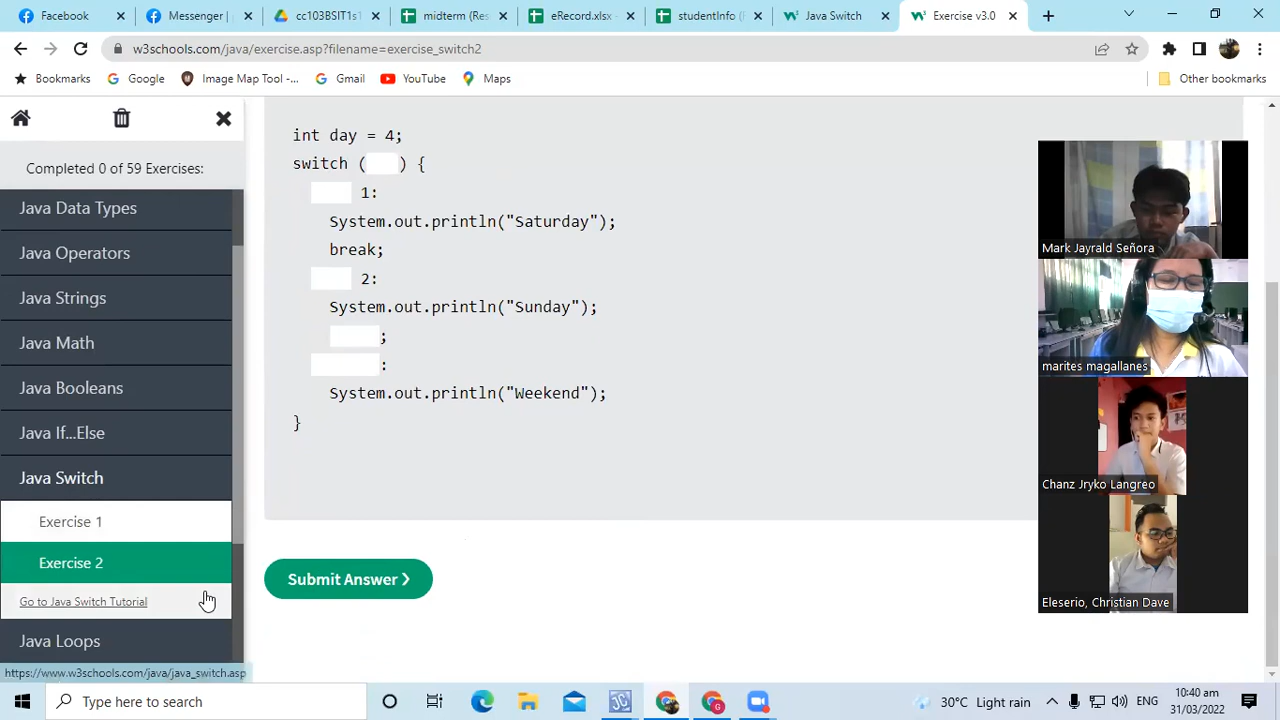 Facebook
Messenger |
cc103BSIT1s1
midterm (Res
eRecord.xlsx -
studentInfo (
Java Switch
Exercise v3.0
w3schools.com/java/exercise.asp?filename=exercise_switch2
Bookmarks
Google
Image Map Tool -...
Gmail
YouTube
Maps
Other bookmarks
Completed 0 of 59 Exercises:
Java Data Types
Java Operators
Java Strings
Java Math
Java Booleans
Java If...Else
Java Switch
Exercise 1
Exercise 2
Go to Java Switch Tutorial
Java Loops
https://www.w3schools.com/java/java_switch.asp
int day = 4;
switch (    ) {
1:
System.out.println("Saturday");
break;
2:
System.out.println("Sunday");
;
:
System.out.println("Weekend");
}
Submit Answer ❯
Mark Jayrald Señora
marites magallanes
Chanz Jryko Langreo
Eleserio, Christian Dave
Type here to search
30°C Light rain
ENG
10:40 am
31/03/2022